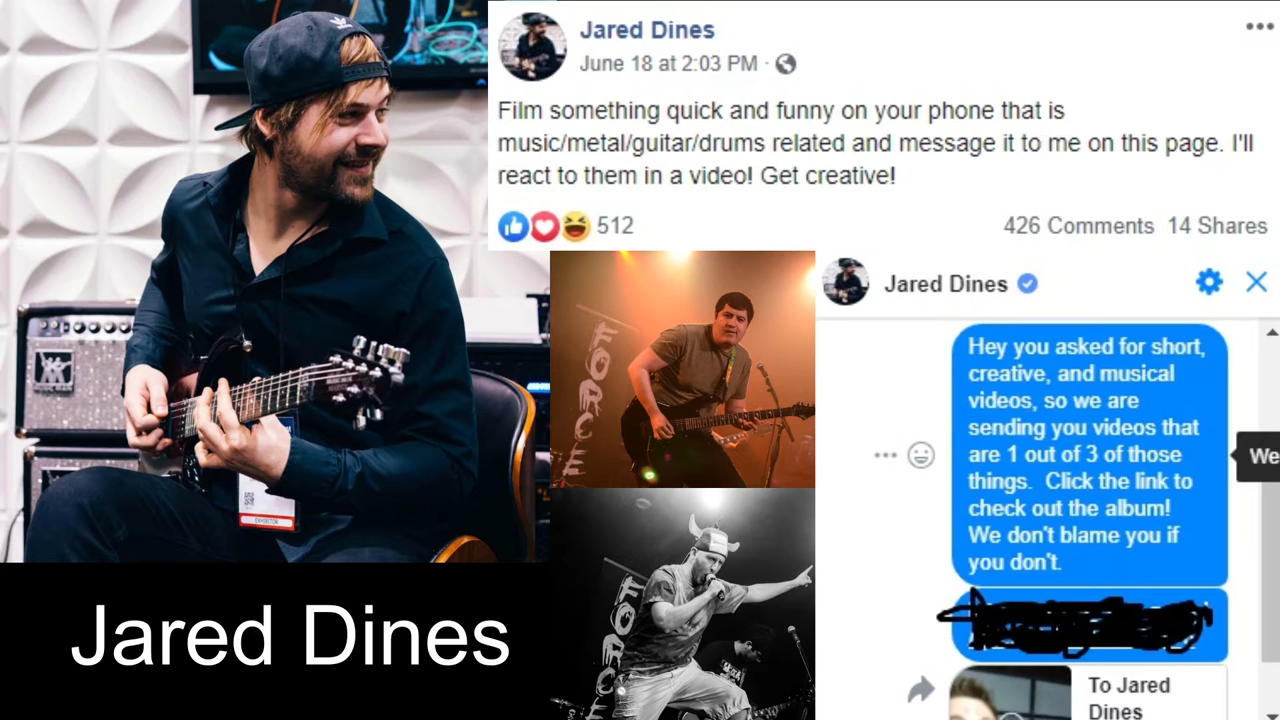 Jared Dines
June 18 at 2:03 PM ·
Film something quick and funny on your phone that is
music/metal/guitar/drums related and message it to me on this page. I'll
react to them in a video! Get creative!
512
426 Comments 14 Shares
Jared Dines
Hey you asked for short,
creative, and musical
videos, so we are
sending you videos that
are 1 out of 3 of those
things. Click the link to
check out the album!
We don't blame you if
you don't.
We
To Jared
Dines
FORCE
FORCE
EXHIBITOR
Jared Dines